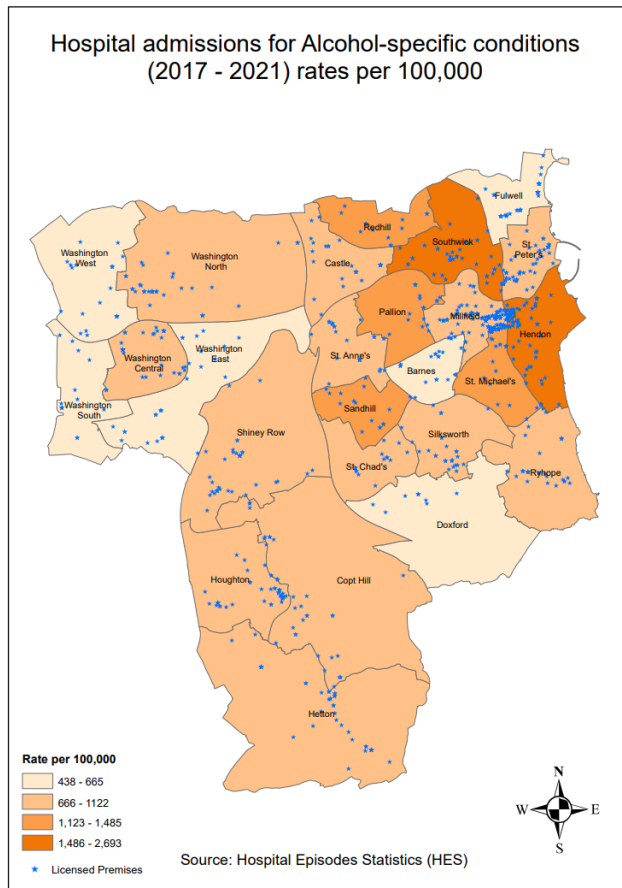 Hospital admissions for Alcohol-specific conditions
(2017 - 2021) rates per 100,000
Fulwell
Redhill
Southwick
St.
Peter's
Washington
West
Washington
North
Castle
Pallion
Millfield
Hendon
Washington
East
Washington
Central
St. Anne's
Barnes
St. Michael's
Washington
South
Sandhill
Shiney Row
Silksworth
St. Chad's
Ryhope
Doxford
Houghton
Copt Hill
Hetton
Rate per 100,000
438 - 665
666 - 1122
1,123 - 1,485
1,486 - 2,693
Licensed Premises
N
W
E
S
Source: Hospital Episodes Statistics (HES)